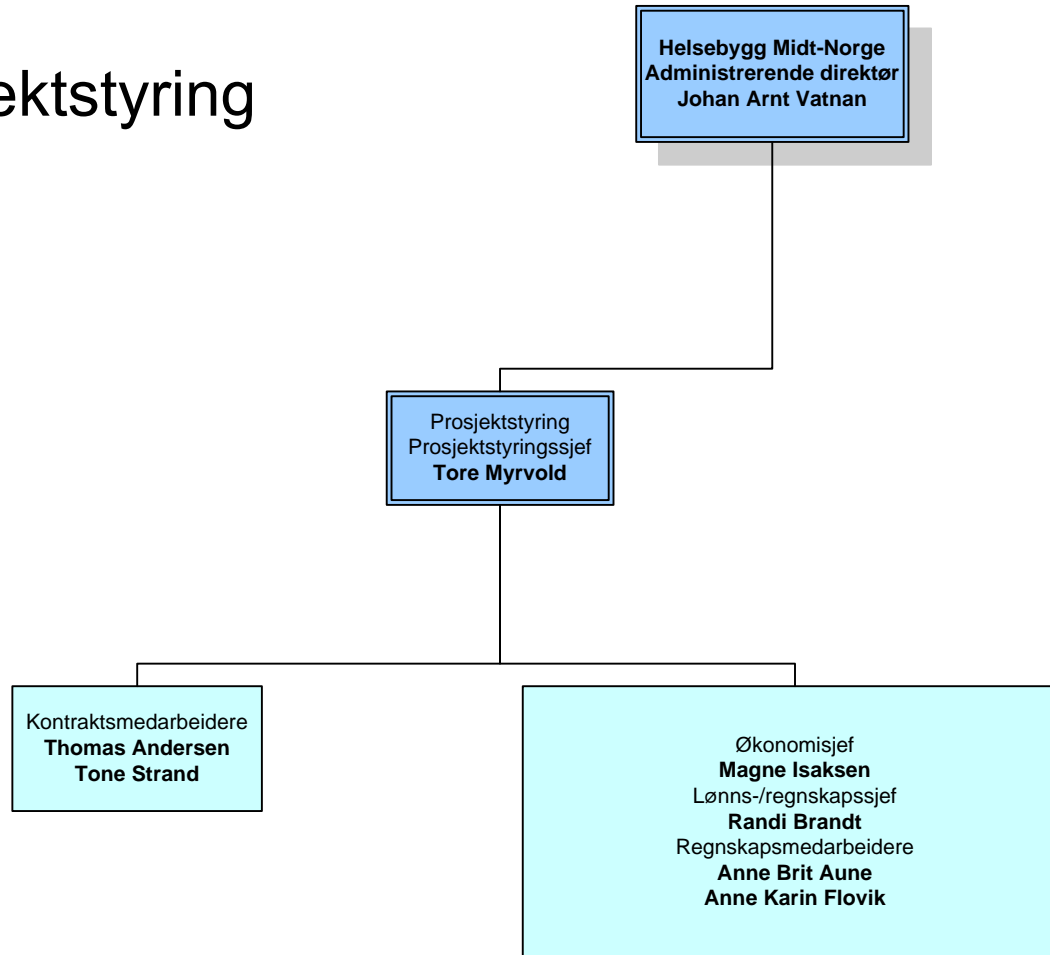 ektstyring
Helsebygg Midt-Norge
Administrerende direktør
Johan Arnt Vatnan
Prosjektstyring
Prosjektstyringssjef
Tore Myrvold
Kontraktsmedarbeidere
Thomas Andersen
Tone Strand
Økonomisjef
Magne Isaksen
Lønns-/regnskapssjef
Randi Brandt
Regnskapsmedarbeidere
Anne Brit Aune
Anne Karin Flovik